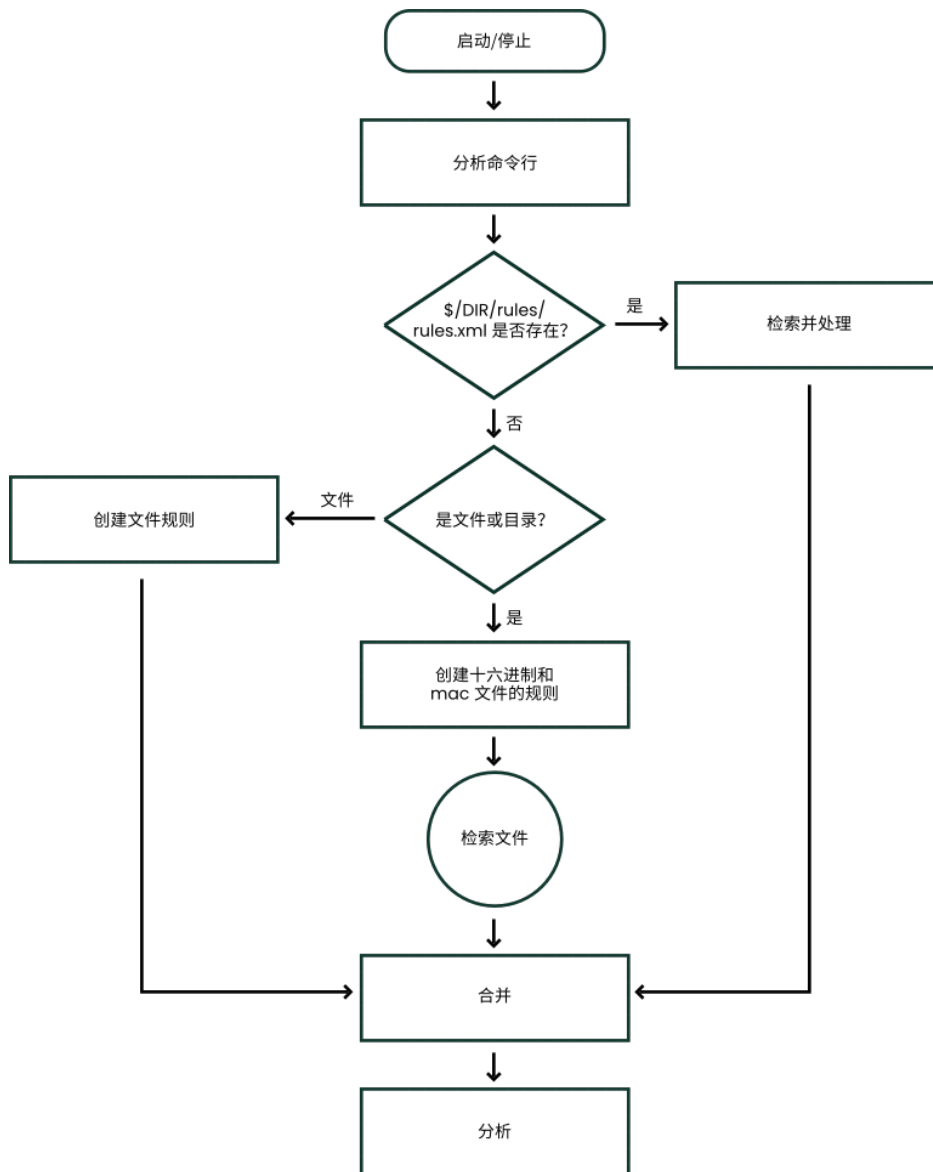 启动/停止
分析命令行
$/DIR/rules/
rules.xml 是否存在?
是
检索并处理
否
文件
是文件或目录?
创建文件规则
是
创建十六进制和
mac 文件的规则
检索文件
合并
分析